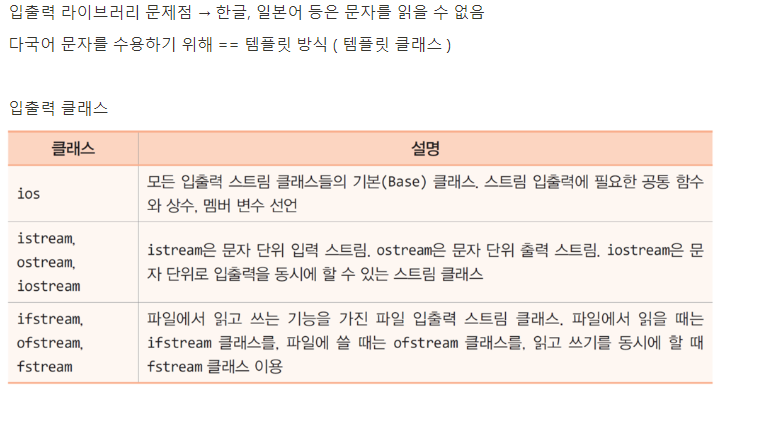 입출력 라이브러리 문제점 → 한글, 일본어 등은 문자를 읽을 수 없음
다국어 문자를 수용하기 위해 == 템플릿 방식 ( 템플릿 클래스 )
입출력 클래스
클래스 설명
ios
모든 입출력 스트림 클래스들의 기본(Base) 클래스. 스트림 입출력에 필요한 공통 함수
와 상수, 멤버 변수 선언
istream,
ostream,
iostream
istream은 문자 단위 입력 스트림. ostream은 문자 단위 출력 스트림. iostream은 문
자 단위로 입출력을 동시에 할 수 있는 스트림 클래스
ifstream,
ofstream,
fstream
파일에서 읽고 쓰는 기능을 가진 파일 입출력 스트림 클래스. 파일에서 읽을 때는
ifstream 클래스를, 파일에 쓸 때는 ofstream 클래스를, 읽고 쓰기를 동시에 할 때
fstream 클래스 이용